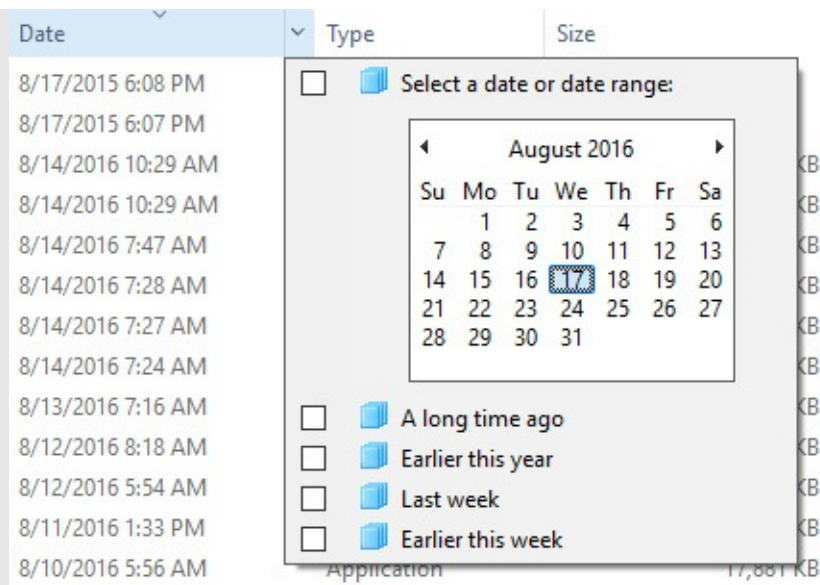 Date Type Size
8/17/2015 6:08 PM
8/17/2015 6:07 PM
8/14/2016 10:29 AM
8/14/2016 10:29 AM
8/14/2016 7:47 AM
8/14/2016 7:28 AM
8/14/2016 7:27 AM
8/14/2016 7:24 AM
8/13/2016 7:16 AM
8/12/2016 8:18 AM
8/12/2016 5:54 AM
8/11/2016 1:33 PM
8/10/2016 5:56 AM Application 17,881 KB
Select a date or date range:
August 2016
Su Mo Tu We Th Fr Sa
1 2 3 4 5 6
7 8 9 10 11 12 13
14 15 16 17 18 19 20
21 22 23 24 25 26 27
28 29 30 31
A long time ago
Earlier this year
Last week
Earlier this week
KB
KB
KB
KB
KB
KB
KB
KB
KB
KB